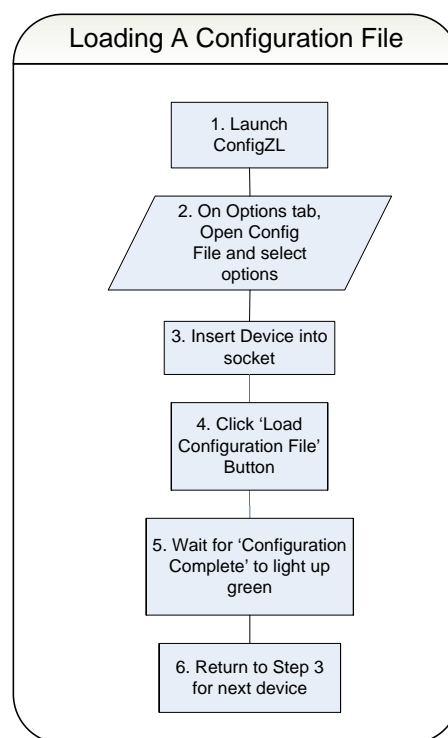 Loading A Configuration File
1. Launch
ConfigZL
2. On Options tab,
Open Config
File and select
options
3. Insert Device into
socket
4. Click ‘Load
Configuration File’
Button
5. Wait for ‘Configuration
Complete’ to light up
green
6. Return to Step 3
for next device